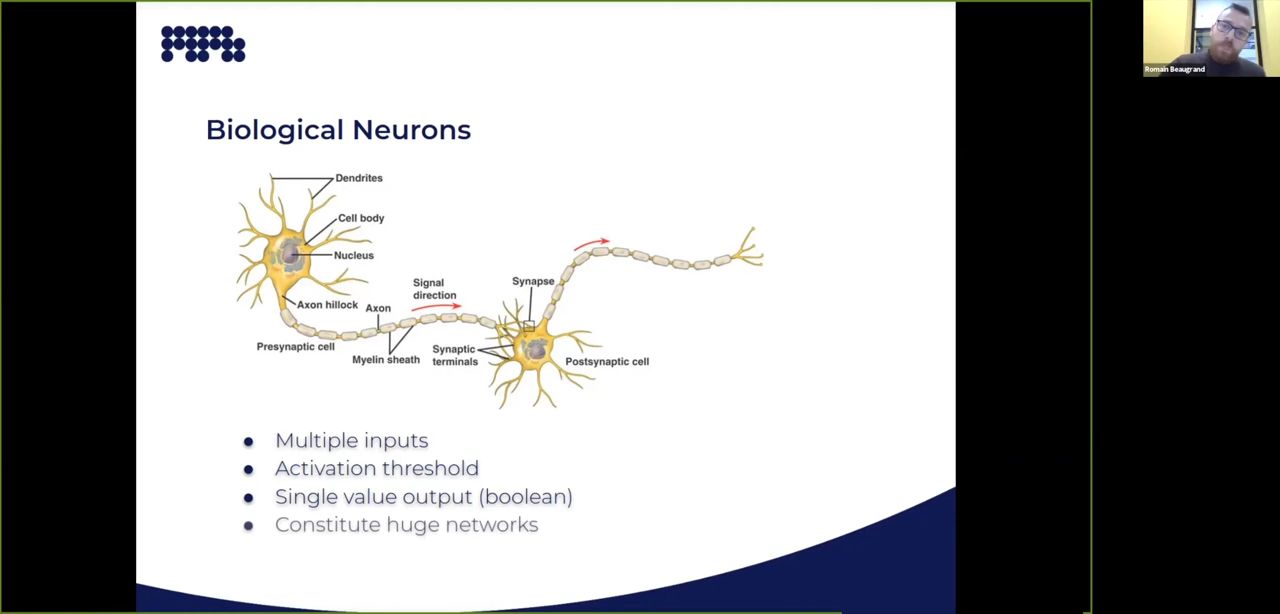 Romain Beaugrand
Biological Neurons
Dendrites
Cell body
Nucleus
Axon hillock
Axon
Signal
direction
Synapse
Presynaptic cell
Myelin sheath
Synaptic
terminals
Postsynaptic cell
Multiple inputs
Activation threshold
Single value output (boolean)
Constitute huge networks